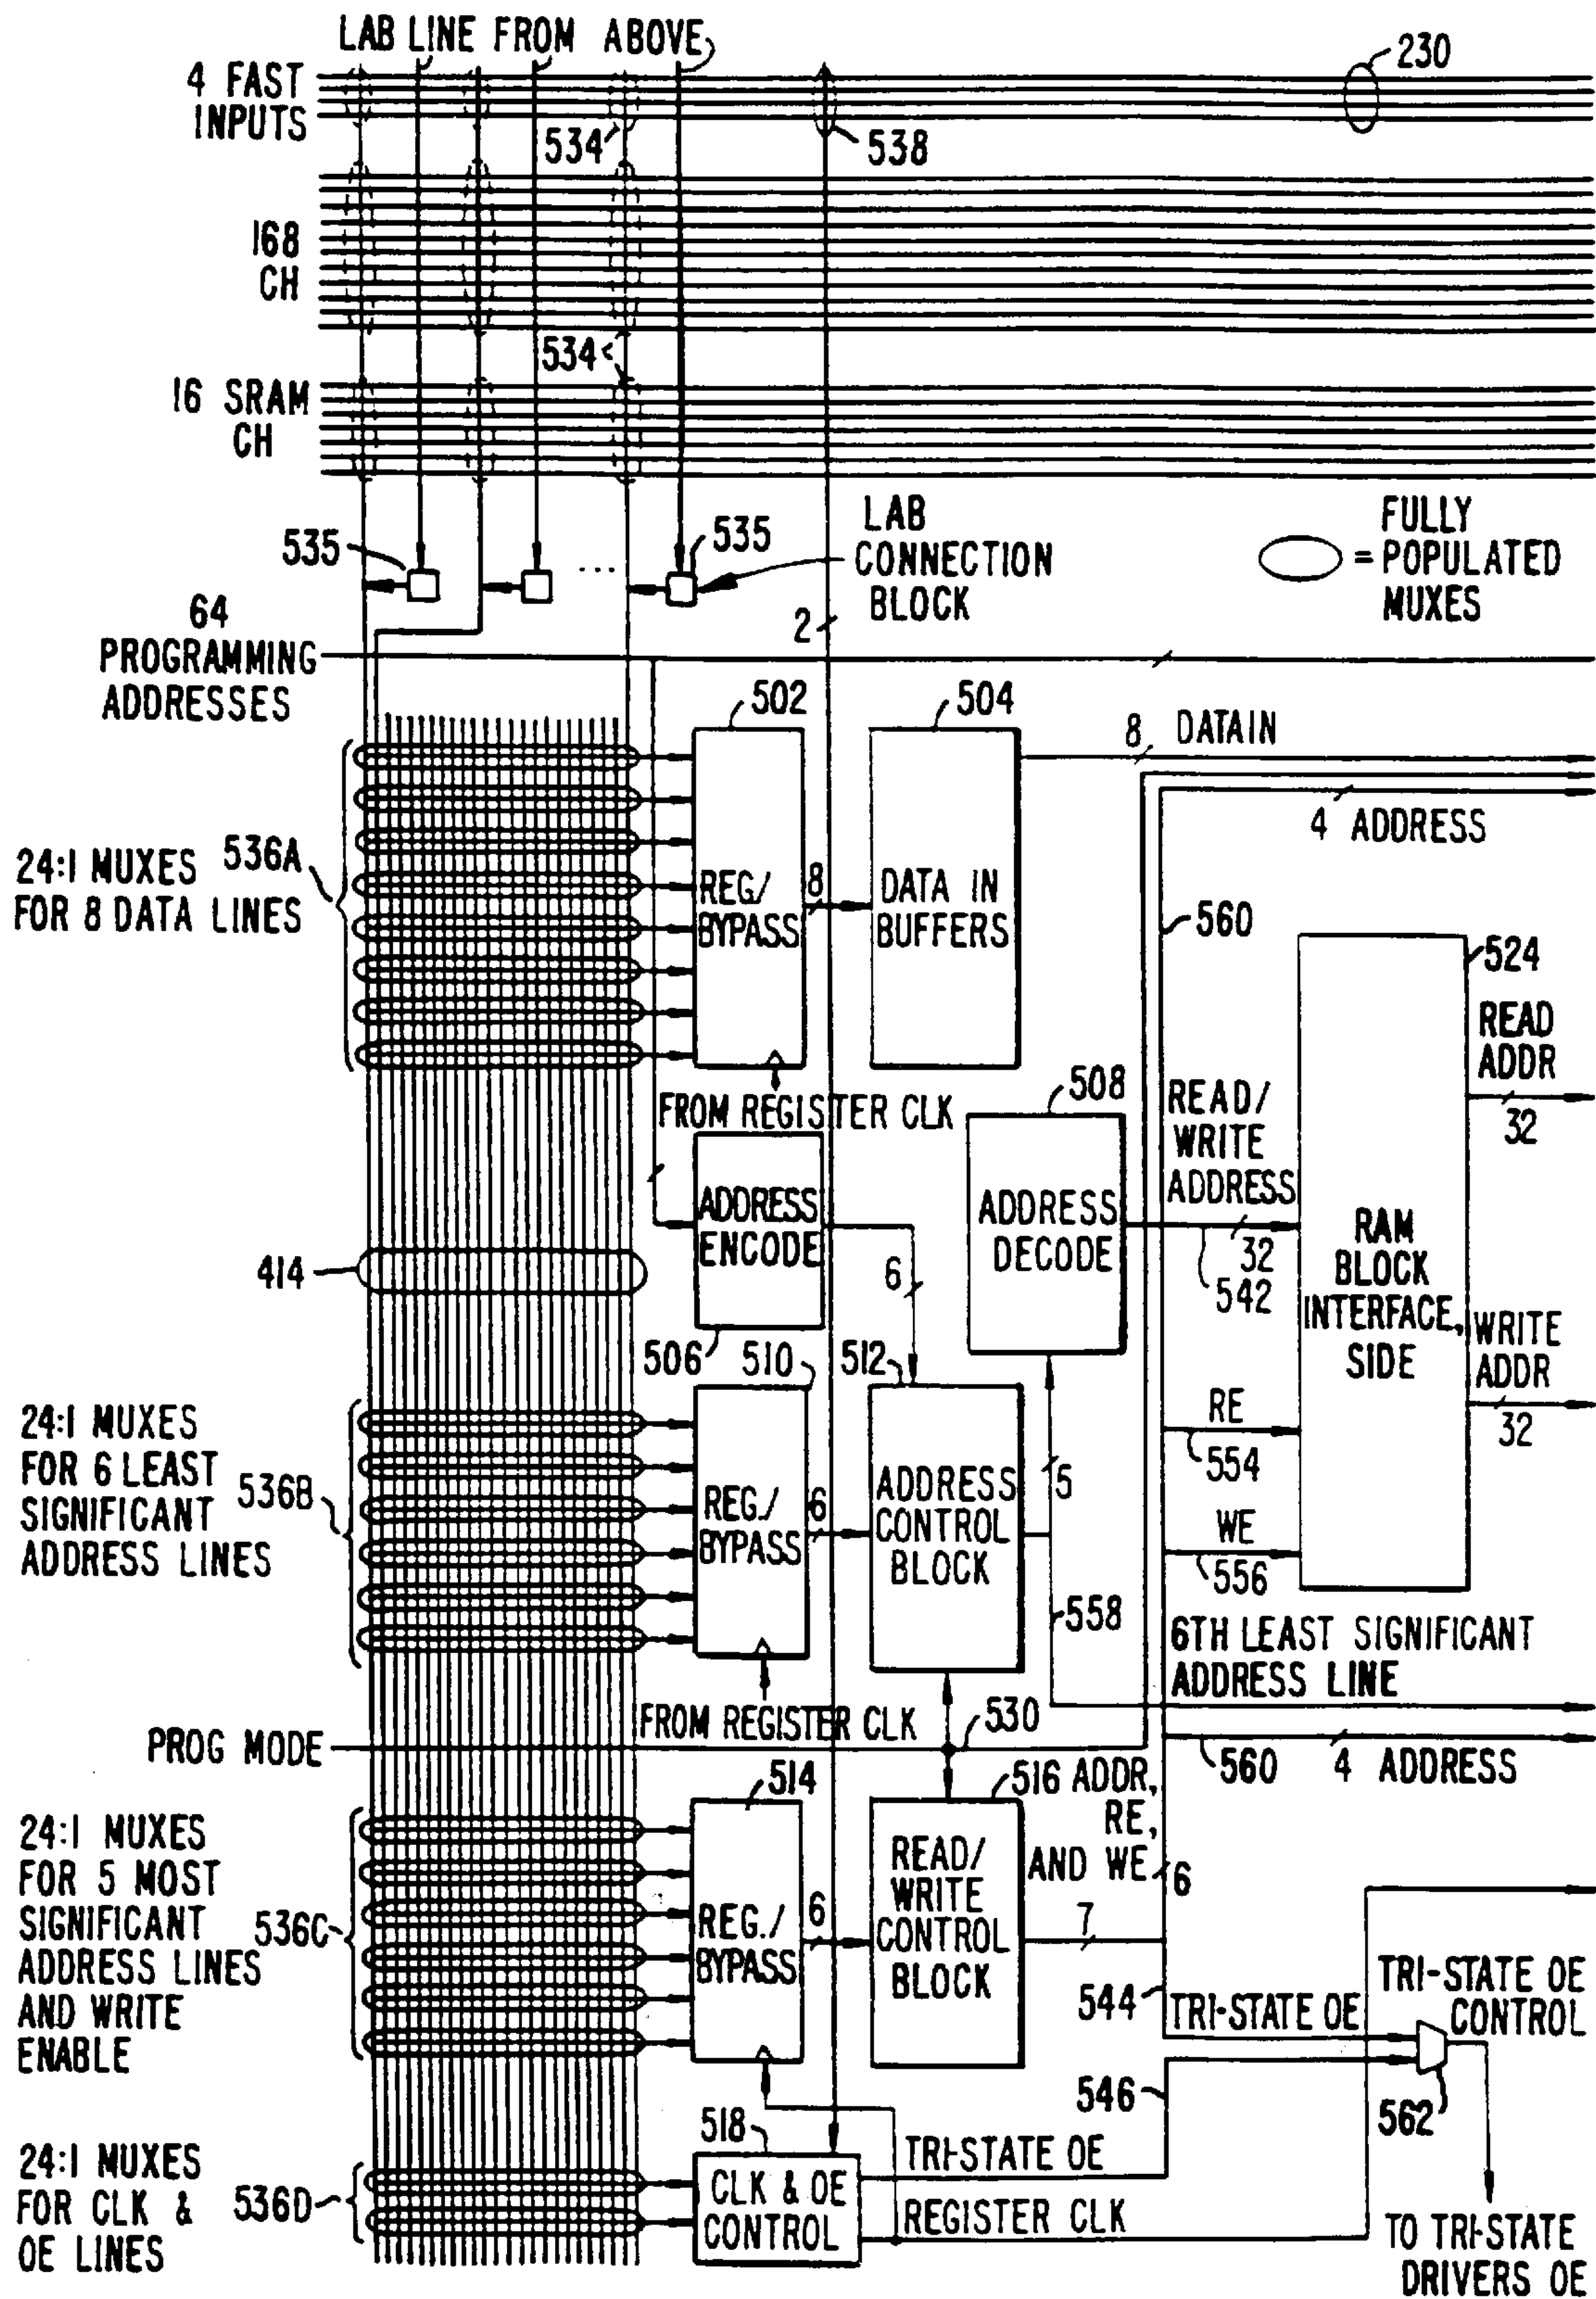 LAB LINE FROM ABOVE
4 FAST
INPUTS
230
534
538
168
CH
534
16 SRAM
CH
535
535
LAB
CONNECTION
BLOCK
= FULLY
POPULATED
MUXES
2
64
PROGRAMMING
ADDRESSES
502
504
8 DATAIN
4 ADDRESS
24:1 MUXES
FOR 8 DATA LINES
536A
REG/
BYPASS
8
DATA IN
BUFFERS
560
524
READ
ADDR
32
FROM REGISTER CLK
508
READ/
WRITE
ADDRESS
32
542
ADDRESS
ENCODE
6
ADDRESS
DECODE
RAM
BLOCK
INTERFACE,
SIDE
414
506
510
512
WRITE
ADDR
32
24:1 MUXES
FOR 6 LEAST
SIGNIFICANT
ADDRESS LINES
536B
REG./
BYPASS
6
ADDRESS
CONTROL
BLOCK
5
RE
554
WE
556
558
6TH LEAST SIGNIFICANT
ADDRESS LINE
FROM REGISTER CLK
530
PROG MODE
560 4 ADDRESS
514
516
ADDR,
RE,
AND WE
6
24:1 MUXES
FOR 5 MOST
SIGNIFICANT
ADDRESS LINES
AND WRITE
ENABLE
536C
REG./
BYPASS
6
READ/
WRITE
CONTROL
BLOCK
7
544
TRI-STATE OE
TRI-STATE OE
CONTROL
546
562
518
24:1 MUXES
FOR CLK &
OE LINES
536D
CLK & OE
CONTROL
TRI-STATE OE
REGISTER CLK
TO TRI-STATE
DRIVERS OE